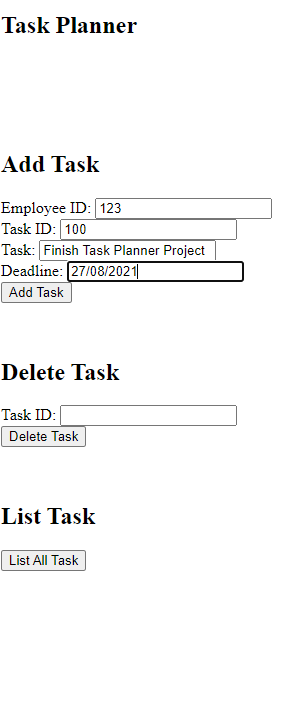 Task Planner
Add Task
Employee ID: 123
Task ID: 100
Task: Finish Task Planner Project
Deadline: 27/08/2021
Add Task
Delete Task
Task ID:
Delete Task
List Task
List All Task